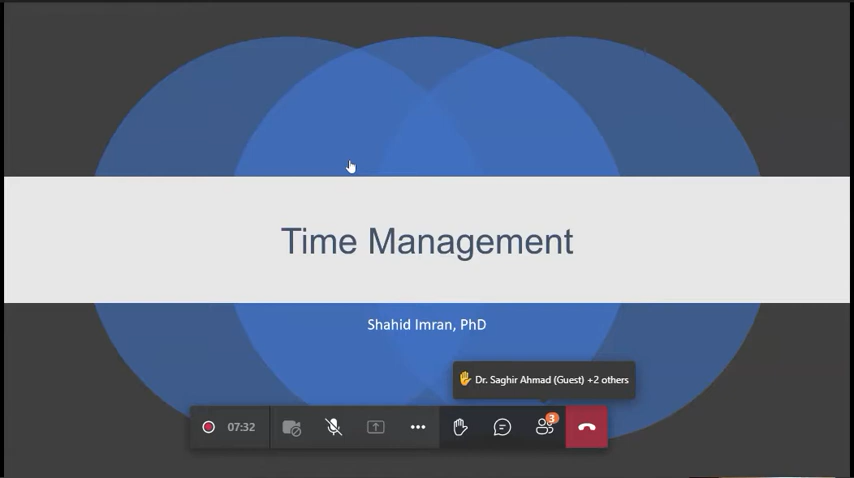 Time Management
Shahid Imran, PhD
Dr. Saghir Ahmad (Guest) +2 others
07:32
3